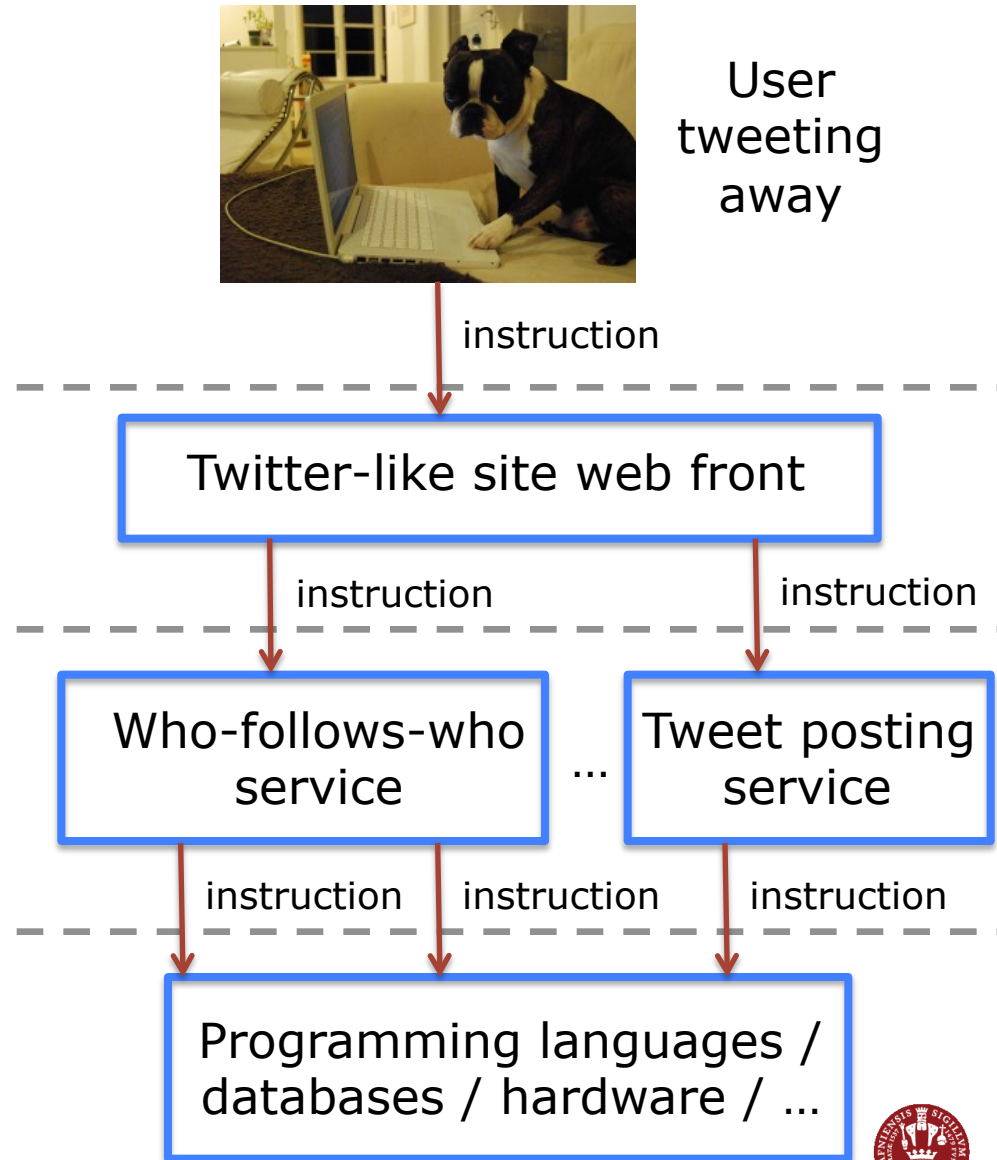 User
tweeting
away
instruction
Twitter-like site web front
instruction
instruction
Who-follows-who
service
...
Tweet posting
service
instruction
instruction
instruction
Programming languages /
databases / hardware / ...